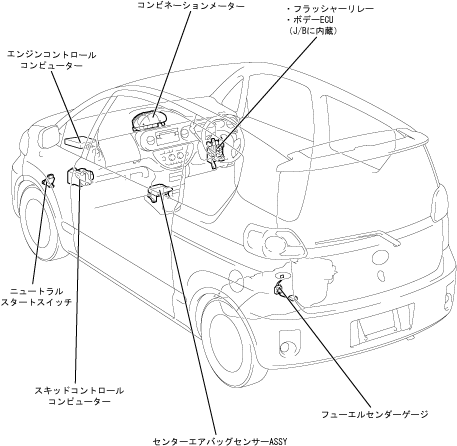 コンビネーションメーター
・フラッシャーリレー
・ボデーECU
(J/Bに内蔵)
エンジンコントロール
コンピューター
ニュートラル
スタートスイッチ
スキッドコントロール
コンピューター
フューエルセンダーゲージ
センターエアバッグセンサーASSY